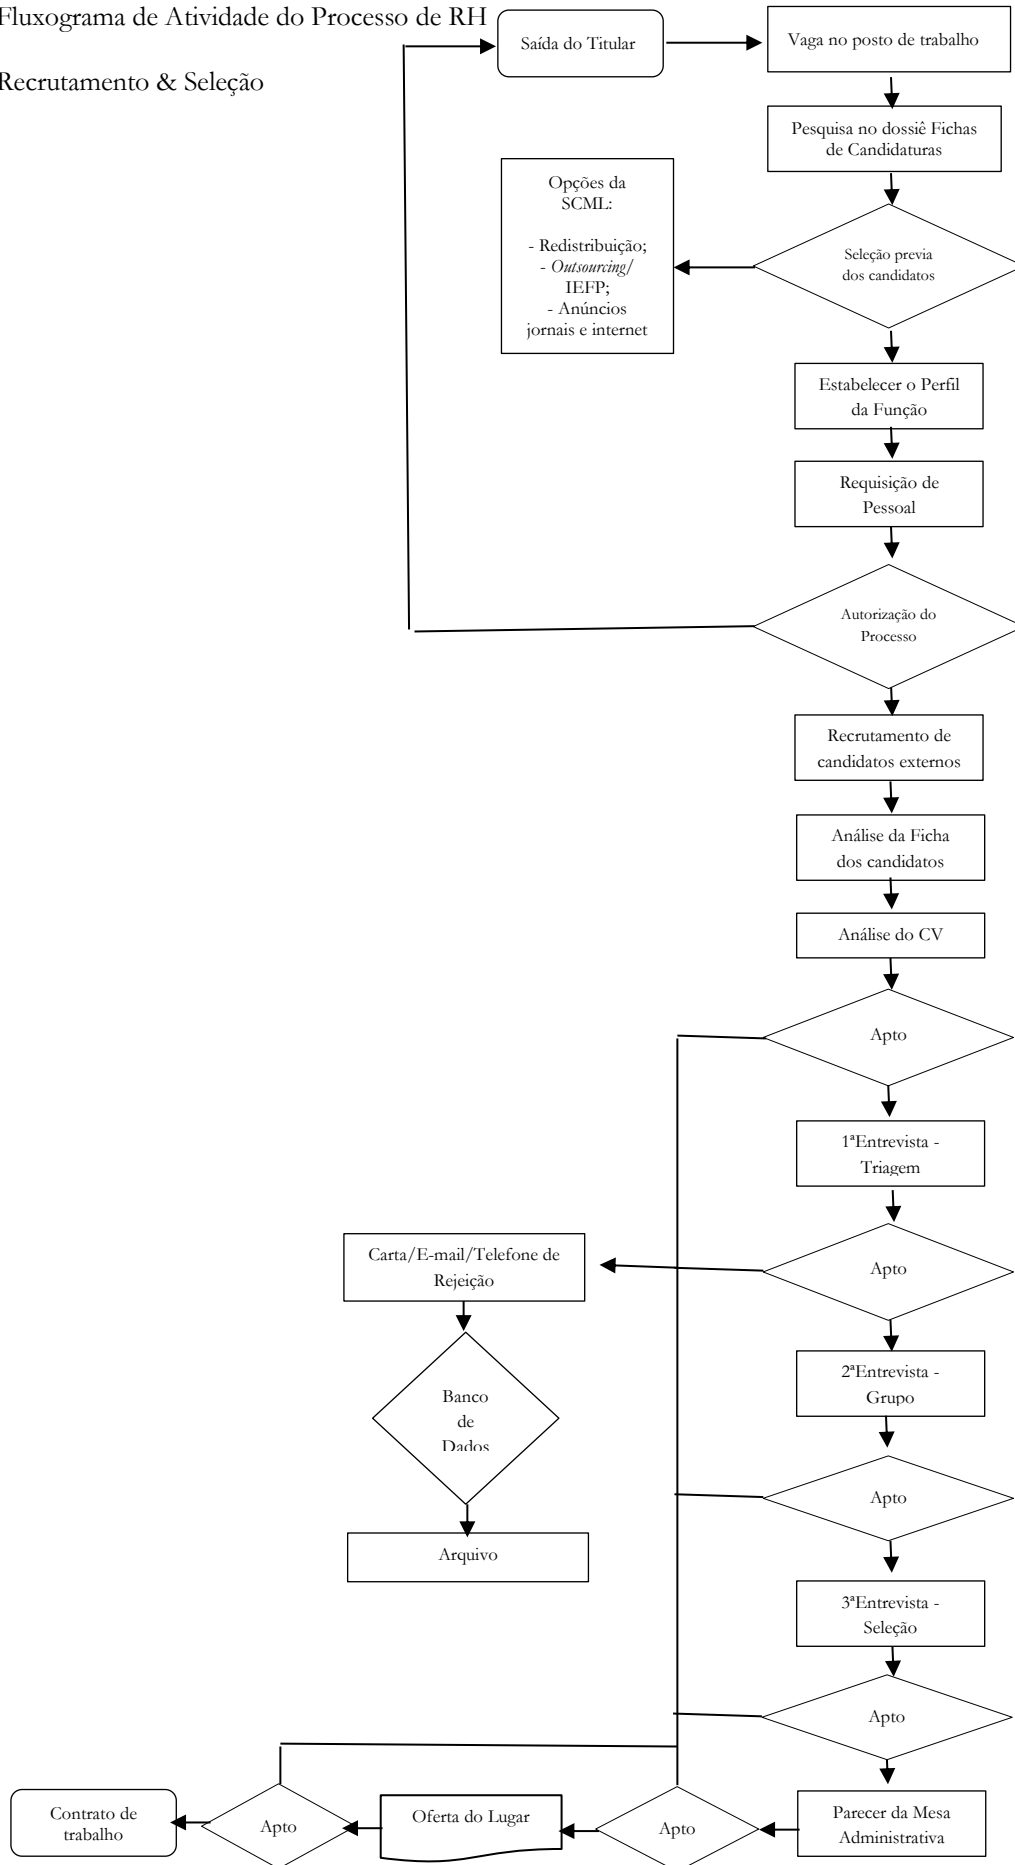 Fluxograma de Atividade do Processo de RH
Recrutamento & Seleção
Saída do Titular
Vaga no posto de trabalho
Pesquisa no dossiê Fichas
de Candidaturas
Opções da
SCML:
- Redistribuição;
- Outsourcing/
IEFP;
- Anúncios
jornais e internet
Seleção previa
dos candidatos
Estabelecer o Perfil
da Função
Requisição de
Pessoal
Autorização do
Processo
Recrutamento de
candidatos externos
Análise da Ficha
dos candidatos
Análise do CV
Apto
1ªEntrevista -
Triagem
Carta/E-mail/Telefone de
Rejeição
Apto
Banco
de
Dados
2ªEntrevista -
Grupo
Apto
Arquivo
3ªEntrevista -
Seleção
Apto
Contrato de
trabalho
Apto
Oferta do Lugar
Apto
Parecer da Mesa
Administrativa